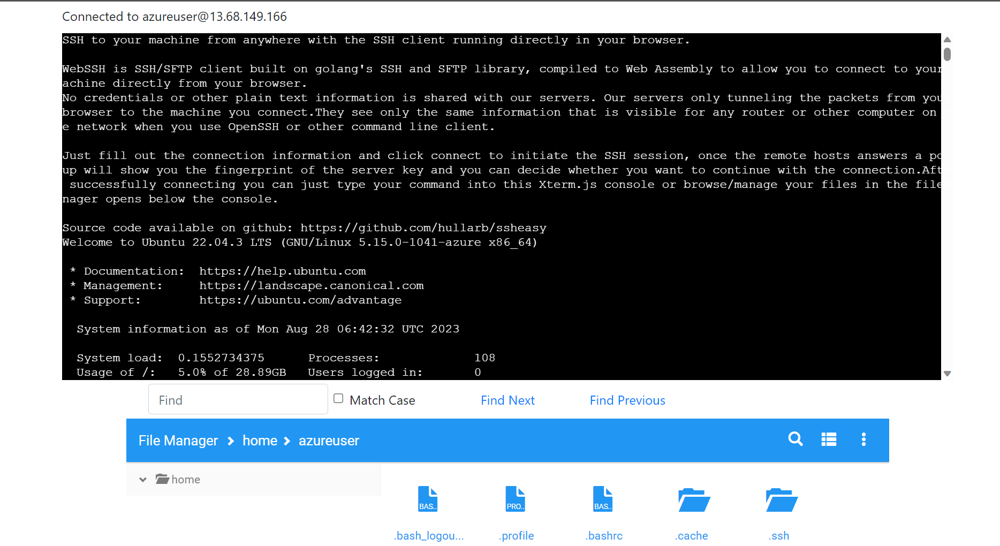 Connected to azureuser@13.68.149.166
SSH to your machine from anywhere with the SSH client running directly in your browser.
WebSSH is SSH/SFTP client built on golang's SSH and SFTP library, compiled to Web Assembly to allow you to connect to your
achine directly from your browser.
No credentials or other plain text information is shared with our servers. Our servers only tunneling the packets from your
browser to the machine you connect.They see only the same information that is visible for any router or other computer on
e network when you use OpenSSH or other command line client.
Just fill out the connection information and click connect to initiate the SSH session, once the remote hosts answers a po
up will show you the fingerprint of the server key and you can decide whether you want to continue with the connection.Aft
successfully connecting you can just type your command into this Xterm.js console or browse/manage your files in the file
nager opens below the console.
Source code available on github: https://github.com/hullarb/ssheasy
Welcome to Ubuntu 22.04.3 LTS (GNU/Linux 5.15.0-1041-azure x86_64)
* Documentation: https://help.ubuntu.com
* Management: https://landscape.canonical.com
* Support: https://ubuntu.com/advantage
System information as of Mon Aug 28 06:42:32 UTC 2023
System load: 0.1552734375 Processes: 108
Usage of /: 5.0% of 28.89GB Users logged in: 0
Find Match Case Find Next Find Previous
File Manager home azureuser
home
BAS.. PRO.. BAS..
.bash_logou... .profile .bashrc .cache .ssh